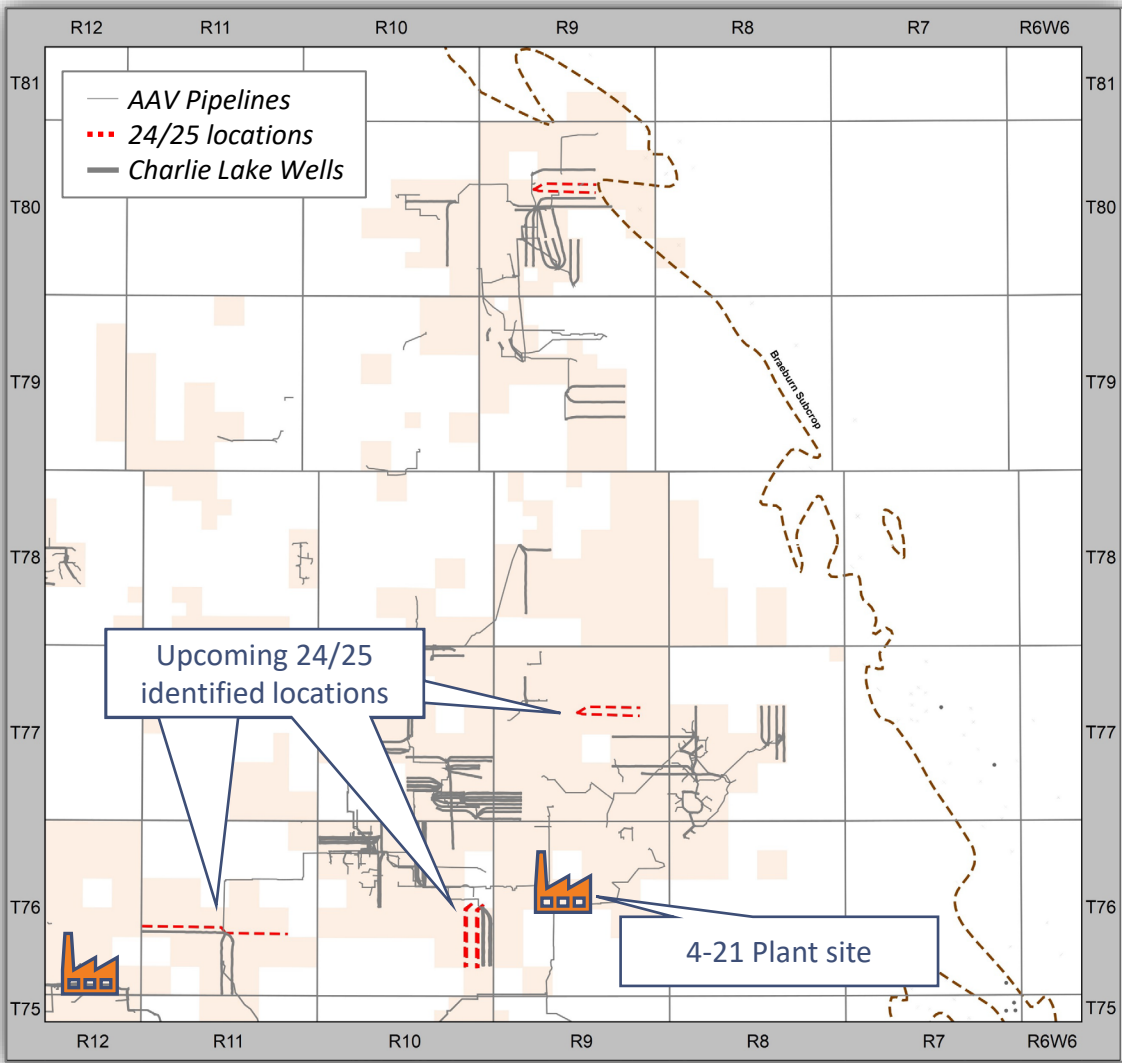 R12 R11 R10 R9 R8 R7 R6W6
T81 T81
AAV Pipelines
24/25 locations
Charlie Lake Wells
T80 T80
Braeburn Subcrop
T79 T79
T78 T78
Upcoming 24/25
identified locations
T77 T77
T76 T76
4-21 Plant site
T75 T75
R12 R11 R10 R9 R8 R7 R6W6